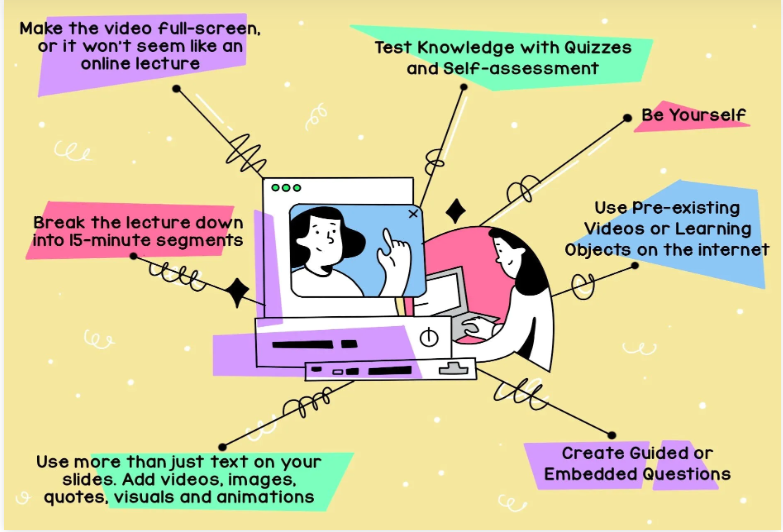 Make the video full-screen,
or it won't seem like an
online lecture
Test Knowledge with Quizzes
and Self-assessment
Be Yourself
Break the lecture down
into 15-minute segments
Use Pre-existing
Videos or Learning
Objects on the internet
Use more than just text on your
slides. Add videos, images,
quotes, visuals and animations
Create Guided or
Embedded Questions